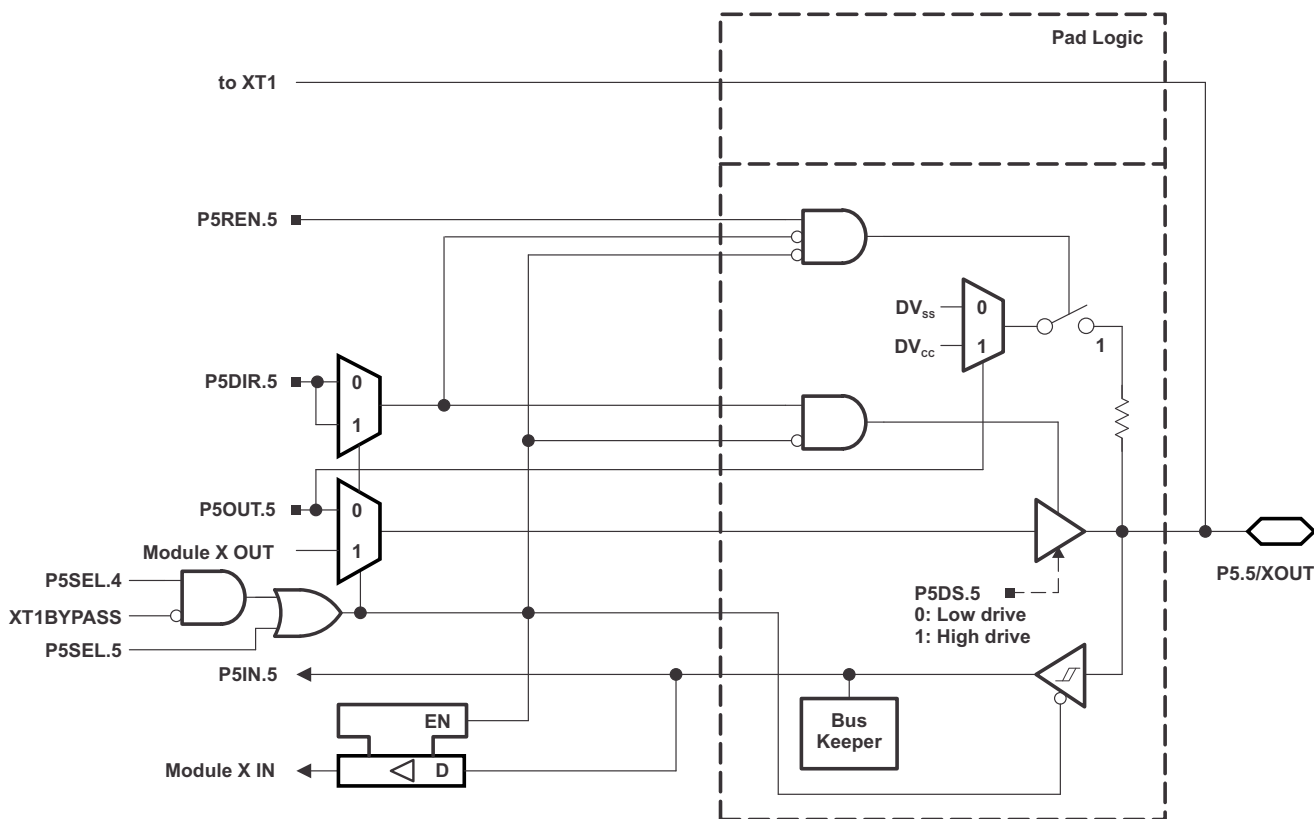 Pad Logic
to XT1
P5REN.5
DVSS
0
DVCC
1
1
P5DIR.5
0
1
P5OUT.5
0
Module X OUT
1
P5SEL.4
XT1BYPASS
P5SEL.5
P5DS.5
0: Low drive
1: High drive
P5.5/XOUT
P5IN.5
EN
Bus
Keeper
Module X IN
D